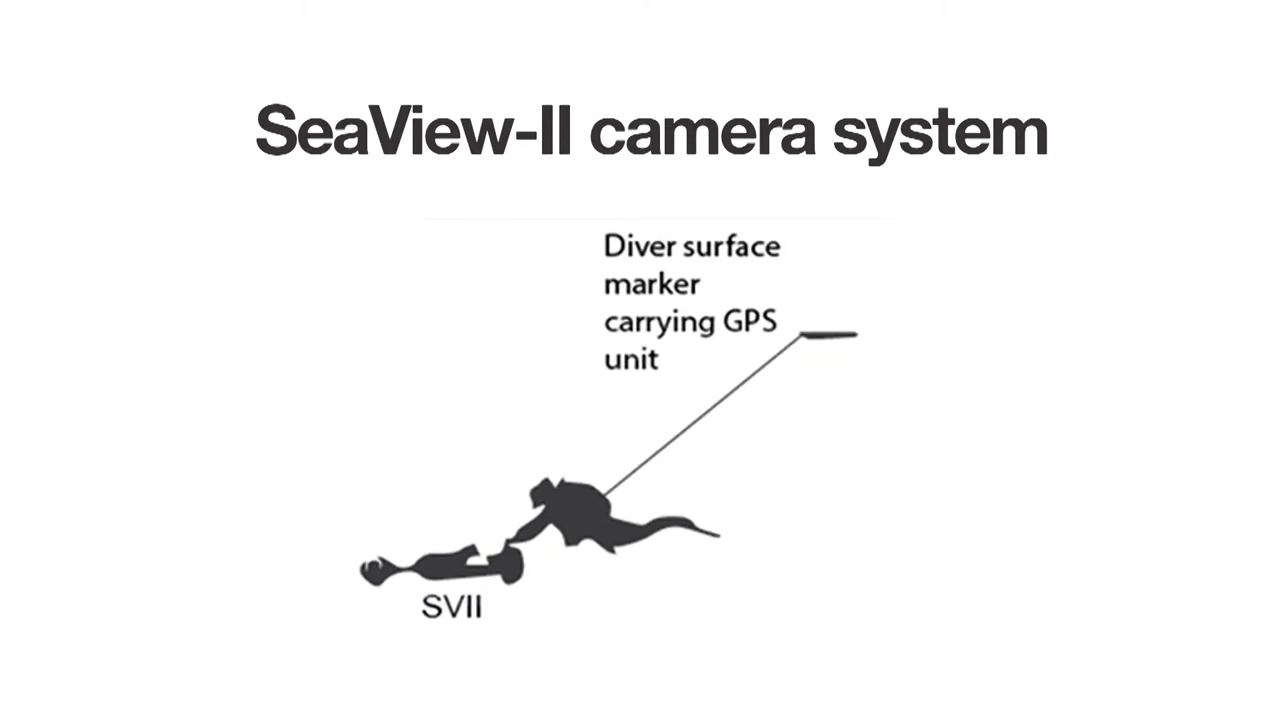 SeaView-II camera system
Diver surface
marker
carrying GPS
unit
SVII